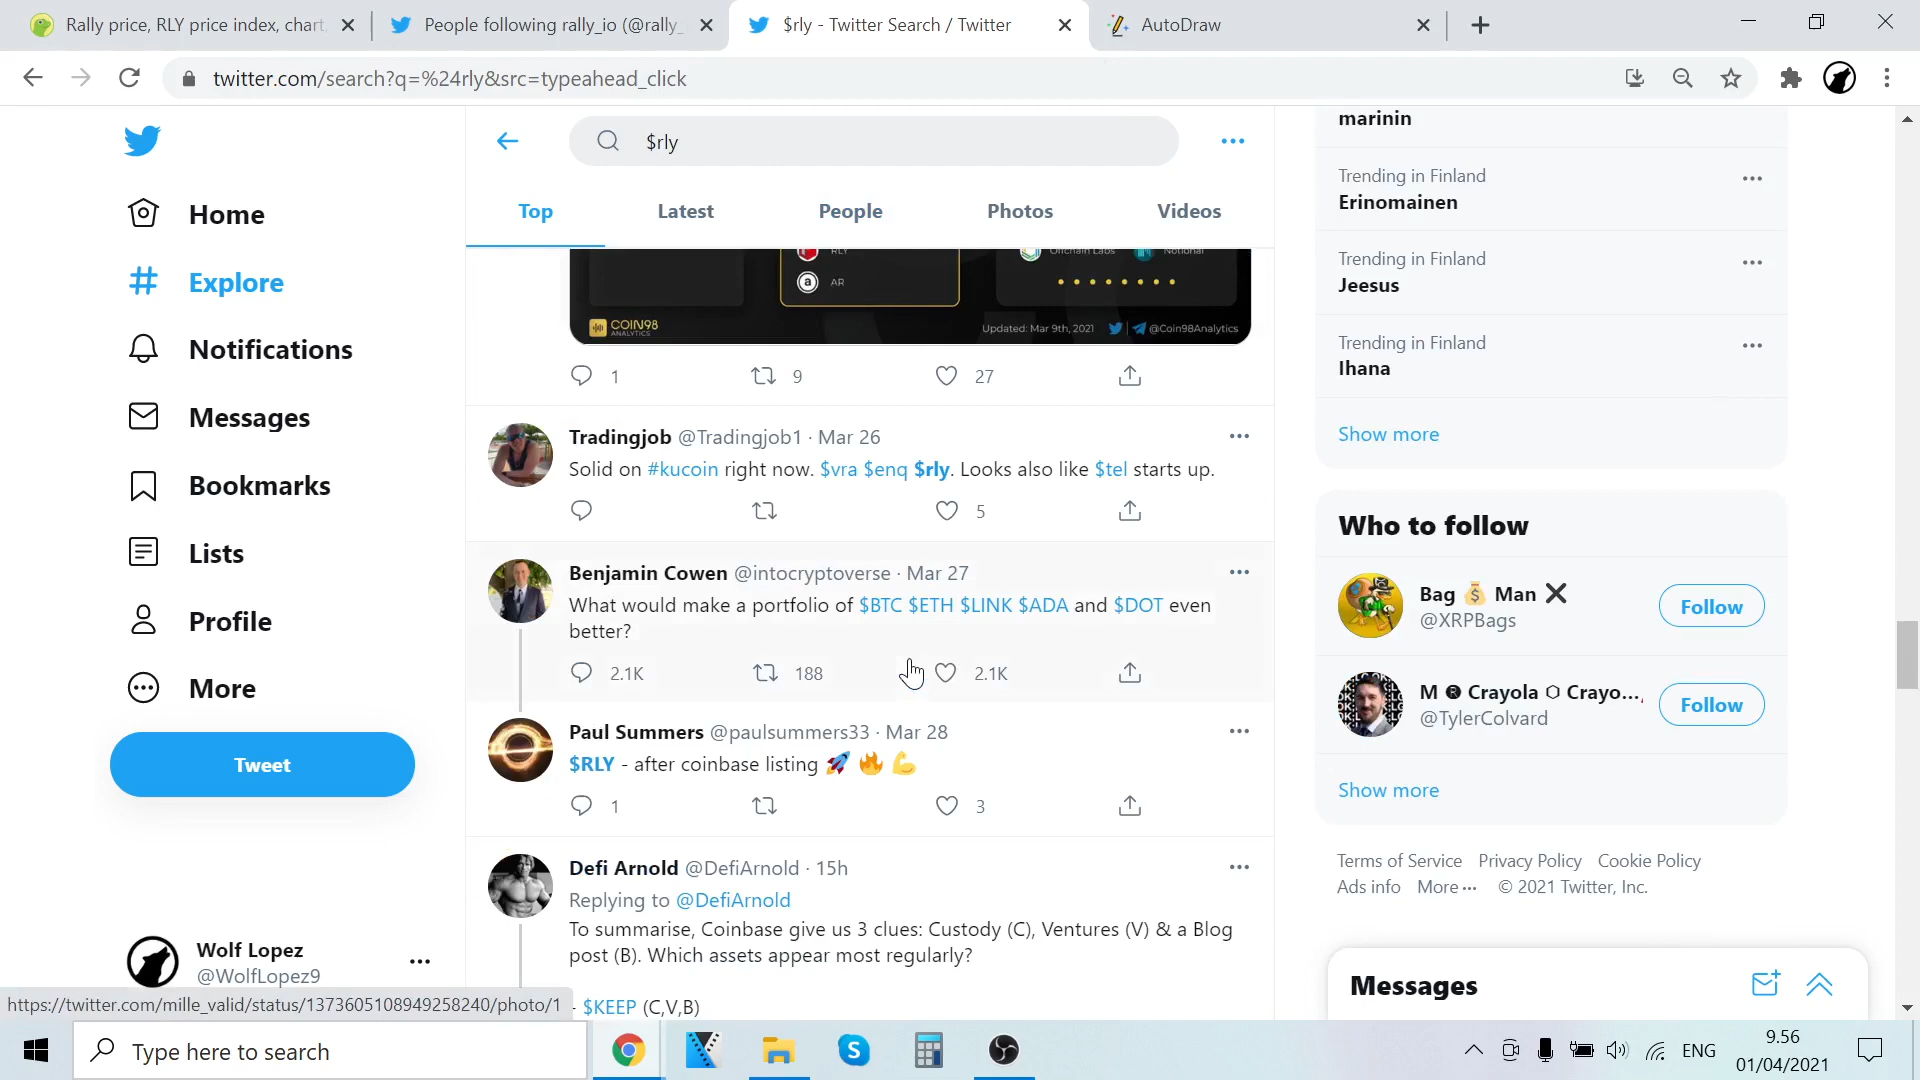 Rally price, RLY price index, chart
People following rally_io (@rally_
$rly - Twitter Search / Twitter
AutoDraw
twitter.com/search?q=%24rly&src=typeahead_click
Home
Explore
Notifications
Messages
Bookmarks
Lists
Profile
More
Tweet
Wolf Lopez
@WolfLopez9
https://twitter.com/mille_valid/status/1373605108949258240/photo/1
$rly
Top
Latest
People
Photos
Videos
RLY
AR
Offchain Labs
Notional
COIN98
ANALYTICS
Updated: Mar 9th, 2021
@Coin98Analytics
1
9
27
Tradingjob @Tradingjob1 · Mar 26
Solid on #kucoin right now. $vra $enq $rly. Looks also like $tel starts up.
5
Benjamin Cowen @intocryptoverse · Mar 27
What would make a portfolio of $BTC $ETH $LINK $ADA and $DOT even
better?
2.1K
188
2.1K
Paul Summers @paulsummers33 · Mar 28
$RLY - after coinbase listing 🚀 🔥 💪
1
3
Defi Arnold @DefiArnold · 15h
Replying to @DefiArnold
To summarise, Coinbase give us 3 clues: Custody (C), Ventures (V) & a Blog
post (B). Which assets appear most regularly?
- $KEEP (C,V,B)
marinin
Trending in Finland
Erinomainen
Trending in Finland
Jeesus
Trending in Finland
Ihana
Show more
Who to follow
Bag 💰 Man ❌
@XRPBags
Follow
M ® Crayola ⬡ Crayo...
@TylerColvard
Follow
Show more
Terms of Service Privacy Policy Cookie Policy
Ads info More ··· © 2021 Twitter, Inc.
Messages
Type here to search
ENG
9.56
01/04/2021